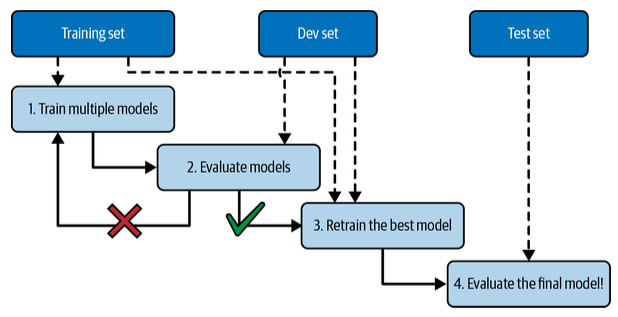 Training set
Dev set
Test set
1. Train multiple models
2. Evaluate models
3. Retrain the best model
4. Evaluate the final model!